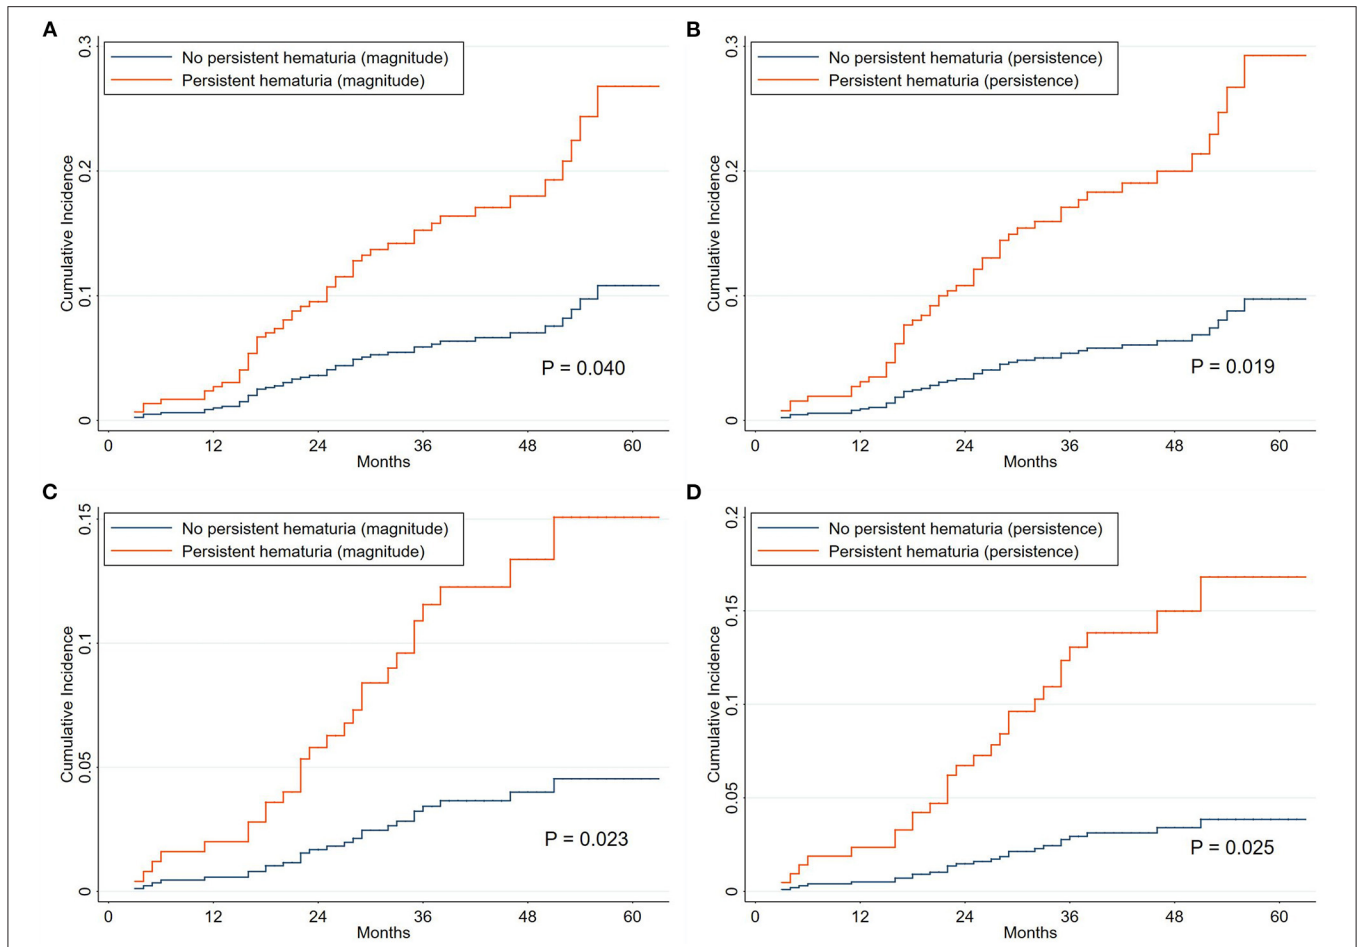 A
No persistent hematuria (magnitude)
Persistent hematuria (magnitude)
0.3
0.2
0.1
0
Cumulative Incidence
P = 0.040
0 12 24 36 48 60
Months
B
No persistent hematuria (persistence)
Persistent hematuria (persistence)
0.3
0.2
0.1
0
Cumulative Incidence
P = 0.019
0 12 24 36 48 60
Months
C
No persistent hematuria (magnitude)
Persistent hematuria (magnitude)
0.15
0.1
0.05
0
Cumulative Incidence
P = 0.023
0 12 24 36 48 60
Months
D
No persistent hematuria (persistence)
Persistent hematuria (persistence)
0.2
0.15
0.1
0.05
0
Cumulative Incidence
P = 0.025
0 12 24 36 48 60
Months